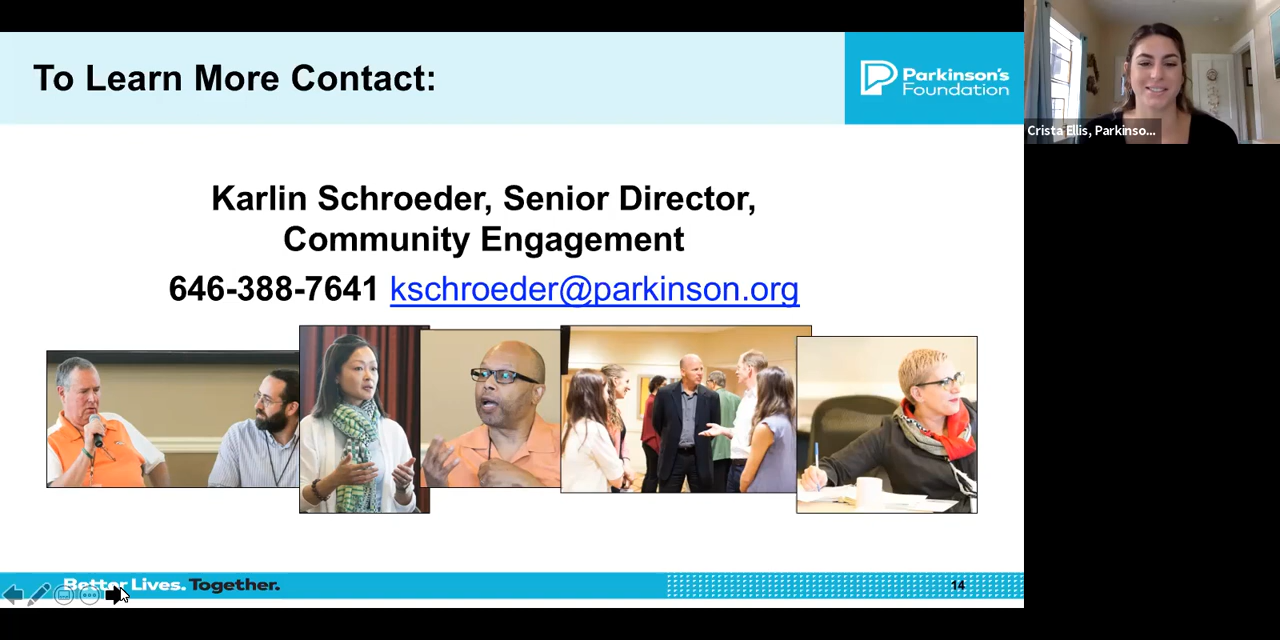 To Learn More Contact:
Parkinson's
Foundation
Crista Ellis, Parkinso...
Karlin Schroeder, Senior Director,
Community Engagement
646-388-7641 kschroeder@parkinson.org
Better Lives. Together.
14